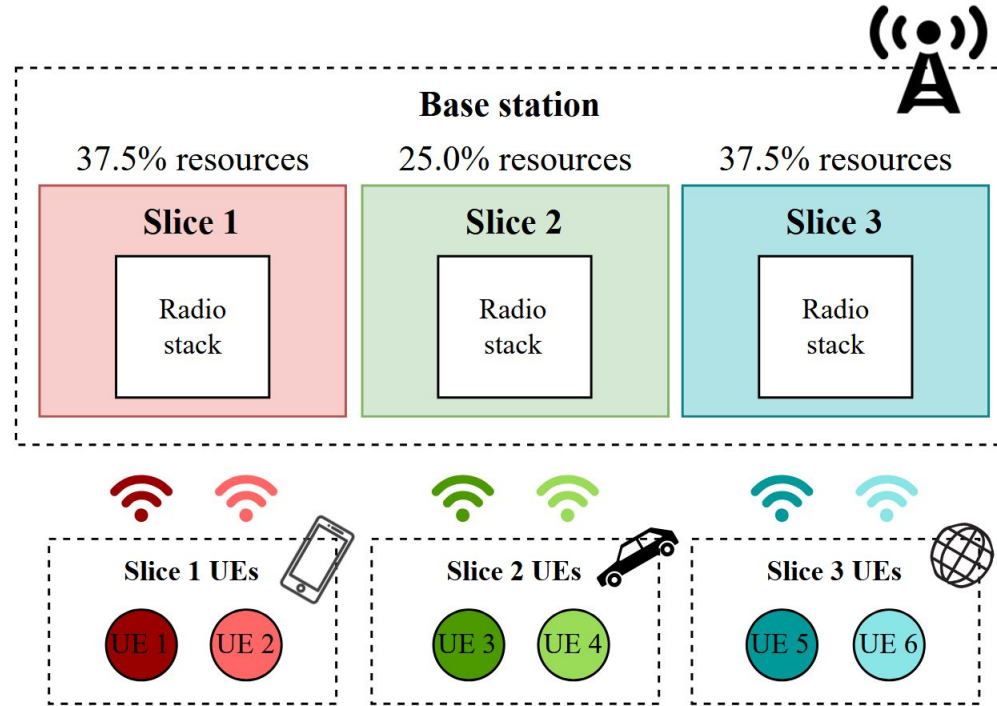 Base station
37.5% resources
25.0% resources
37.5% resources
Slice 1
Slice 2
Slice 3
Radio
stack
Radio
stack
Radio
stack
Slice 1 UEs
Slice 2 UEs
Slice 3 UEs
UE 1
UE 2
UE 3
UE 4
UE 5
UE 6